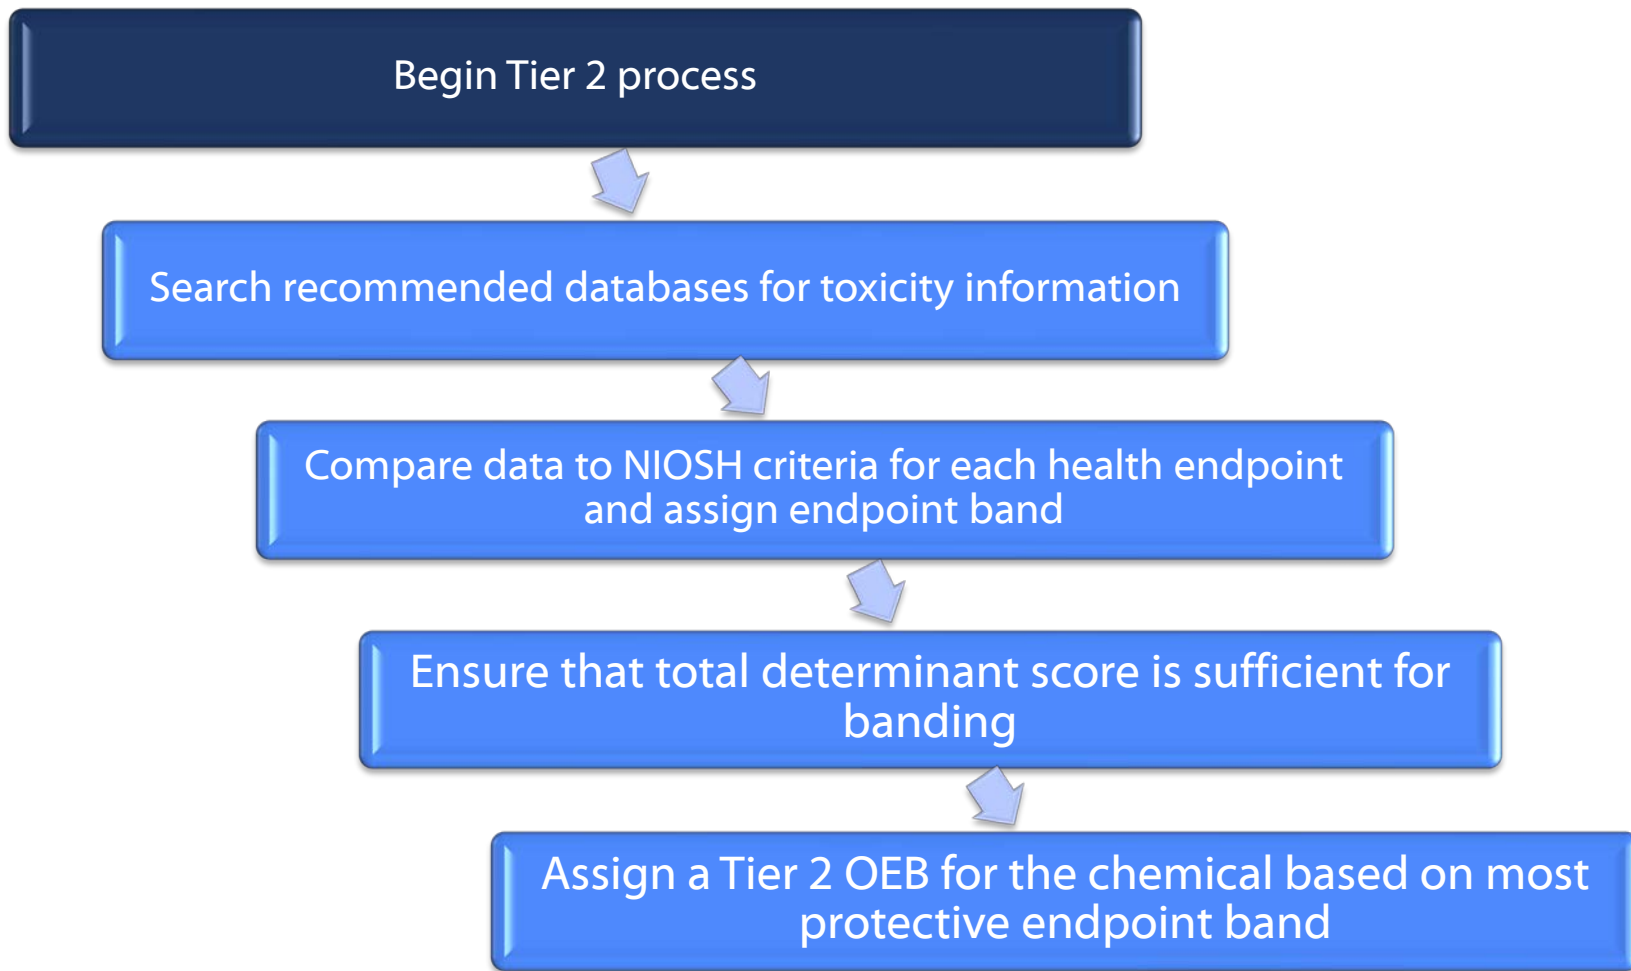 Begin Tier 2 process
Search recommended databases for toxicity information
Compare data to NIOSH criteria for each health endpoint
and assign endpoint band
Ensure that total determinant score is sufficient for
banding
Assign a Tier 2 OEB for the chemical based on most
protective endpoint band